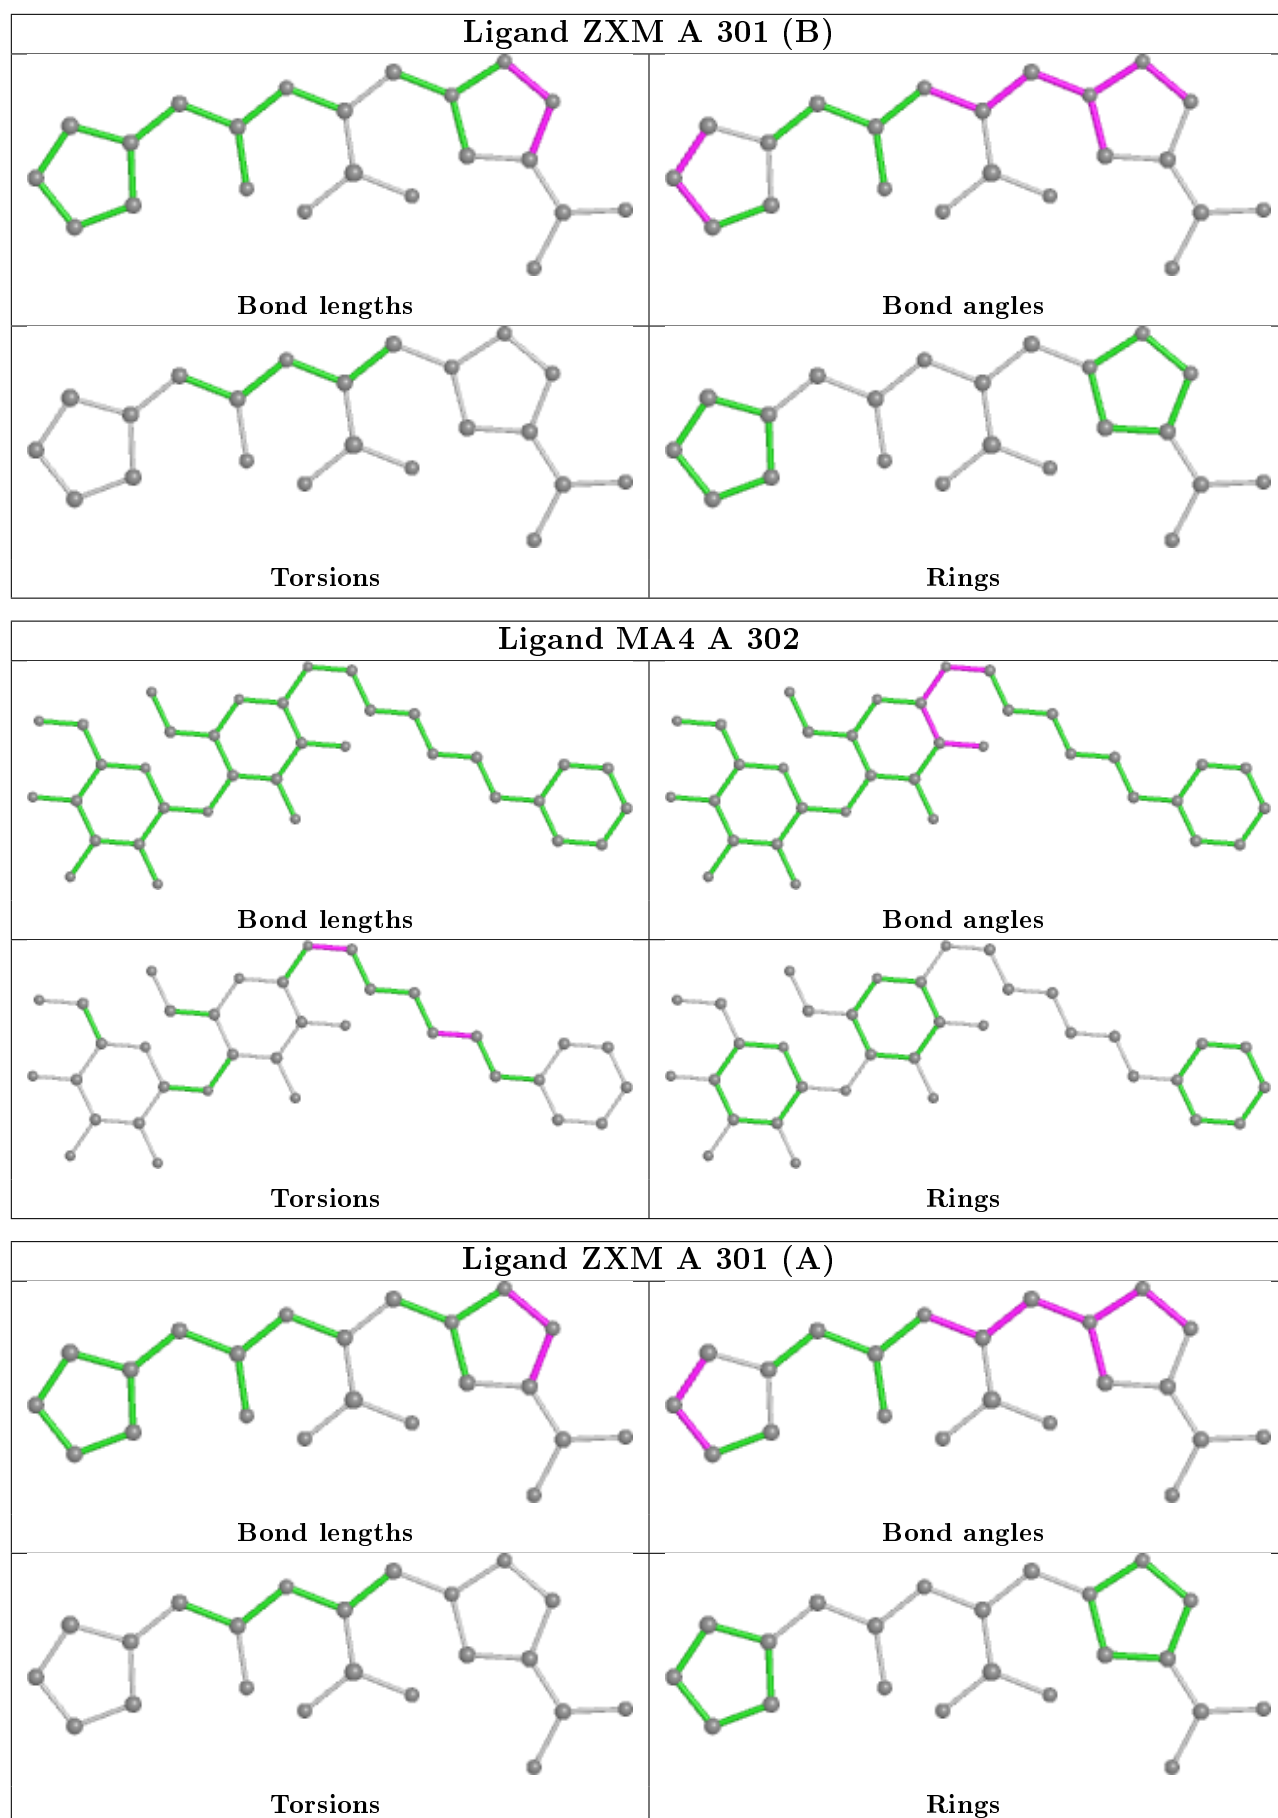 Ligand ZXM A 301 (B)
Bond lengths
Bond angles
Torsions
Rings
Ligand MA4 A 302
Bond lengths
Bond angles
Torsions
Rings
Ligand ZXM A 301 (A)
Bond lengths
Bond angles
Torsions
Rings